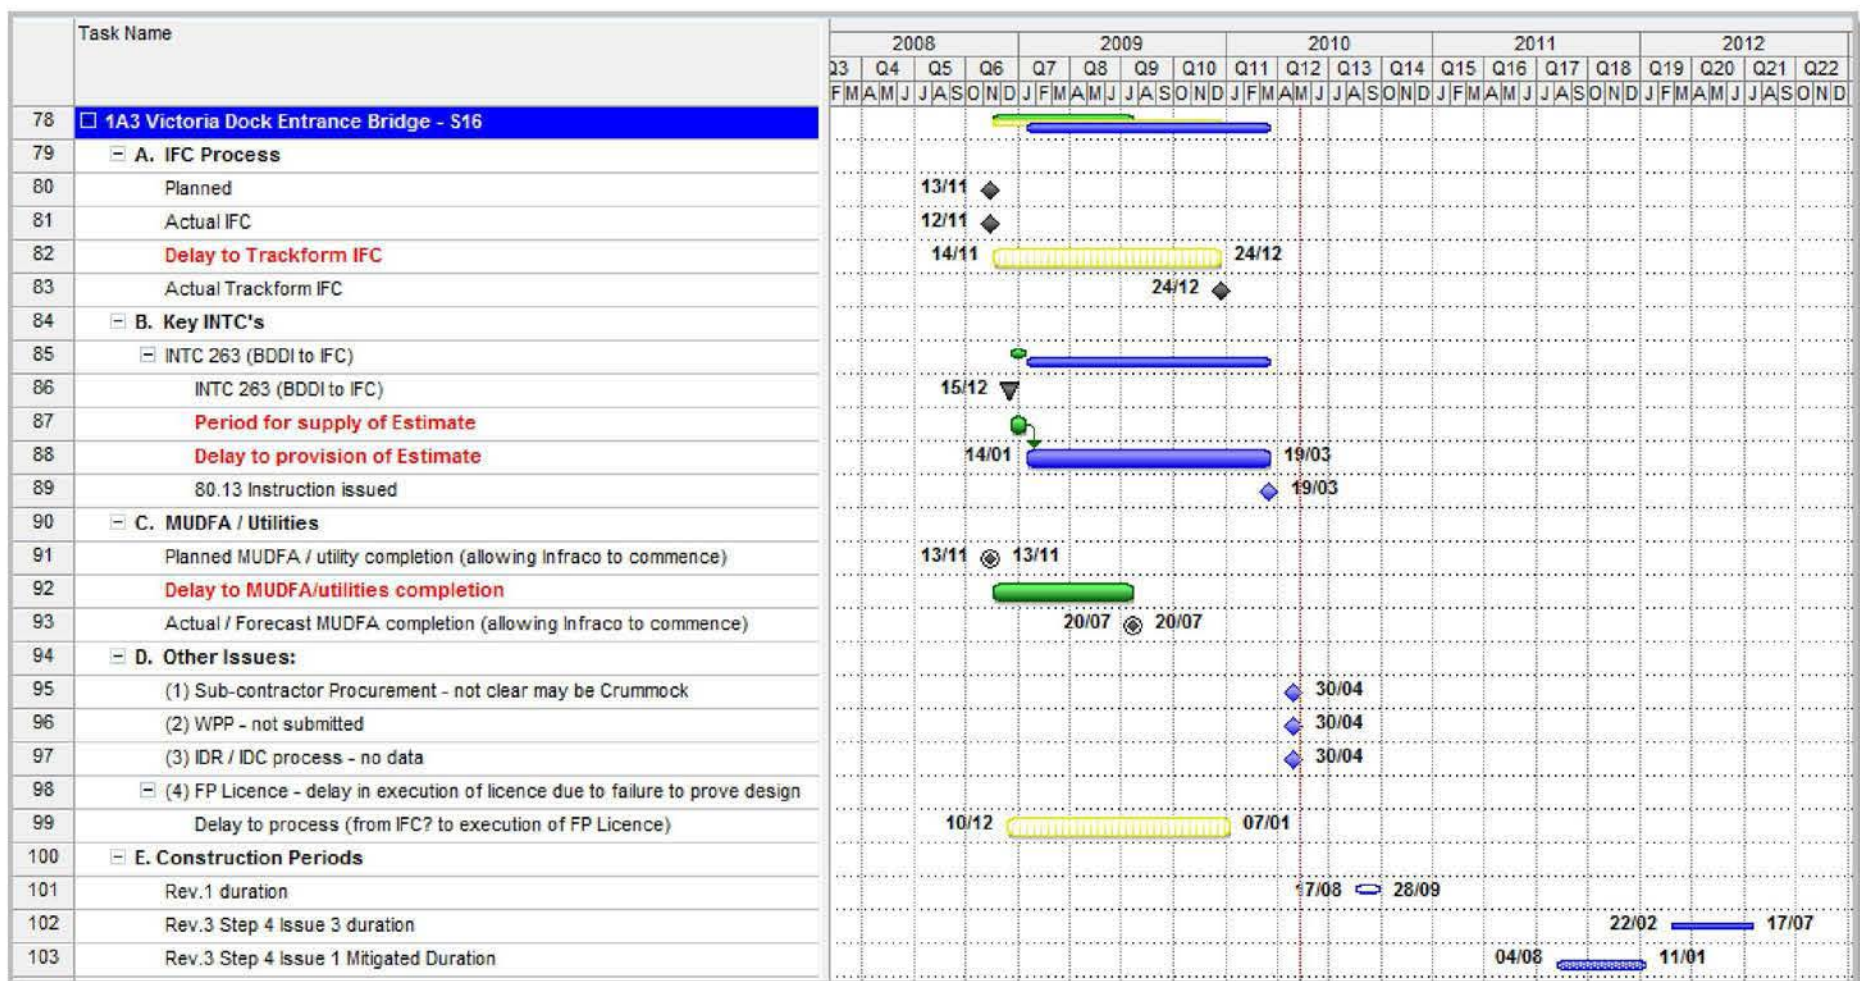 Task Name
2008 2009 2010 2011 2012
Q3 Q4 Q5 Q6 Q7 Q8 Q9 Q10 Q11 Q12 Q13 Q14 Q15 Q16 Q17 Q18 Q19 Q20 Q21 Q22
F M A M J J A S O N D J F M A M J J A S O N D J F M A M J J A S O N D J F M A M J J A S O N D J F M A M J J A S O N D
78 1A3 Victoria Dock Entrance Bridge - S16
79 A. IFC Process
80 Planned 13/11
81 Actual IFC 12/11
82 Delay to Trackform IFC 14/11 24/12
83 Actual Trackform IFC 24/12
84 B. Key INTC's
85 INTC 263 (BDDI to IFC)
86 INTC 263 (BDDI to IFC) 15/12
87 Period for supply of Estimate
88 Delay to provision of Estimate 14/01 19/03
89 80.13 Instruction issued 19/03
90 C. MUDFA / Utilities
91 Planned MUDFA / utility completion (allowing Infraco to commence) 13/11 13/11
92 Delay to MUDFA/utilities completion
93 Actual / Forecast MUDFA completion (allowing Infraco to commence) 20/07 20/07
94 D. Other Issues:
95 (1) Sub-contractor Procurement - not clear may be Crummock 30/04
96 (2) WPP - not submitted 30/04
97 (3) IDR / IDC process - no data 30/04
98 (4) FP Licence - delay in execution of licence due to failure to prove design
99 Delay to process (from IFC? to execution of FP Licence) 10/12 07/01
100 E. Construction Periods
101 Rev.1 duration 17/08 28/09
102 Rev.3 Step 4 Issue 3 duration 22/02 17/07
103 Rev.3 Step 4 Issue 1 Mitigated Duration 04/08 11/01